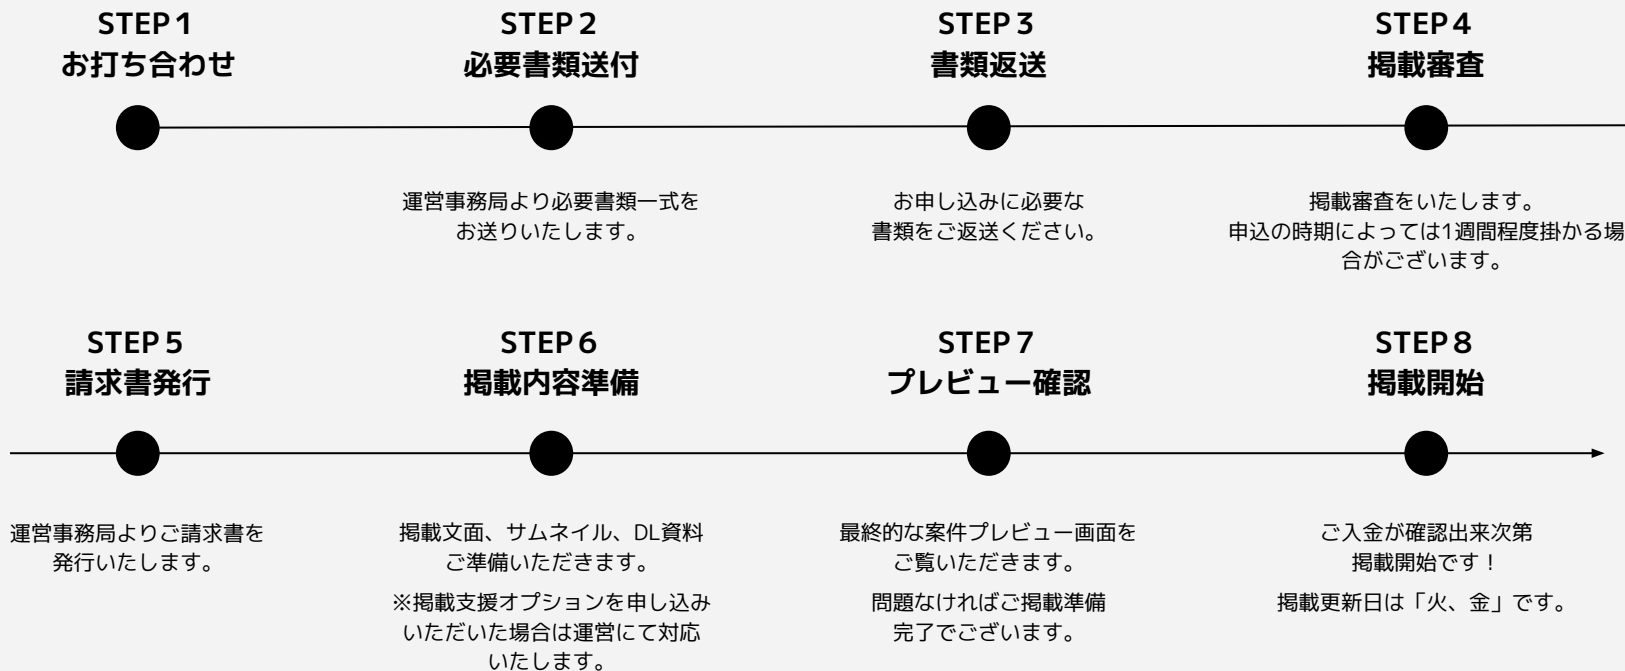 STEP1
お打ち合わせ
STEP2
必要書類送付
運営事務局より必要書類一式を
お送りいたします。
STEP3
書類返送
お申し込みに必要な
書類をご返送ください。
STEP4
掲載審査
掲載審査をいたします。
申込の時期によっては1週間程度掛かる場
合がございます。
STEP5
請求書発行
運営事務局よりご請求書を
発行いたします。
STEP6
掲載内容準備
掲載文面、サムネイル、DL資料
ご準備いただきます。
※掲載支援オプションを申し込み
いただいた場合は運営にて対応
いたします。
STEP7
プレビュー確認
最終的な案件プレビュー画面を
ご覧いただきます。
問題なければご掲載準備
完了でございます。
STEP8
掲載開始
ご入金が確認出来次第
掲載開始です！
掲載更新日は「火、金」です。